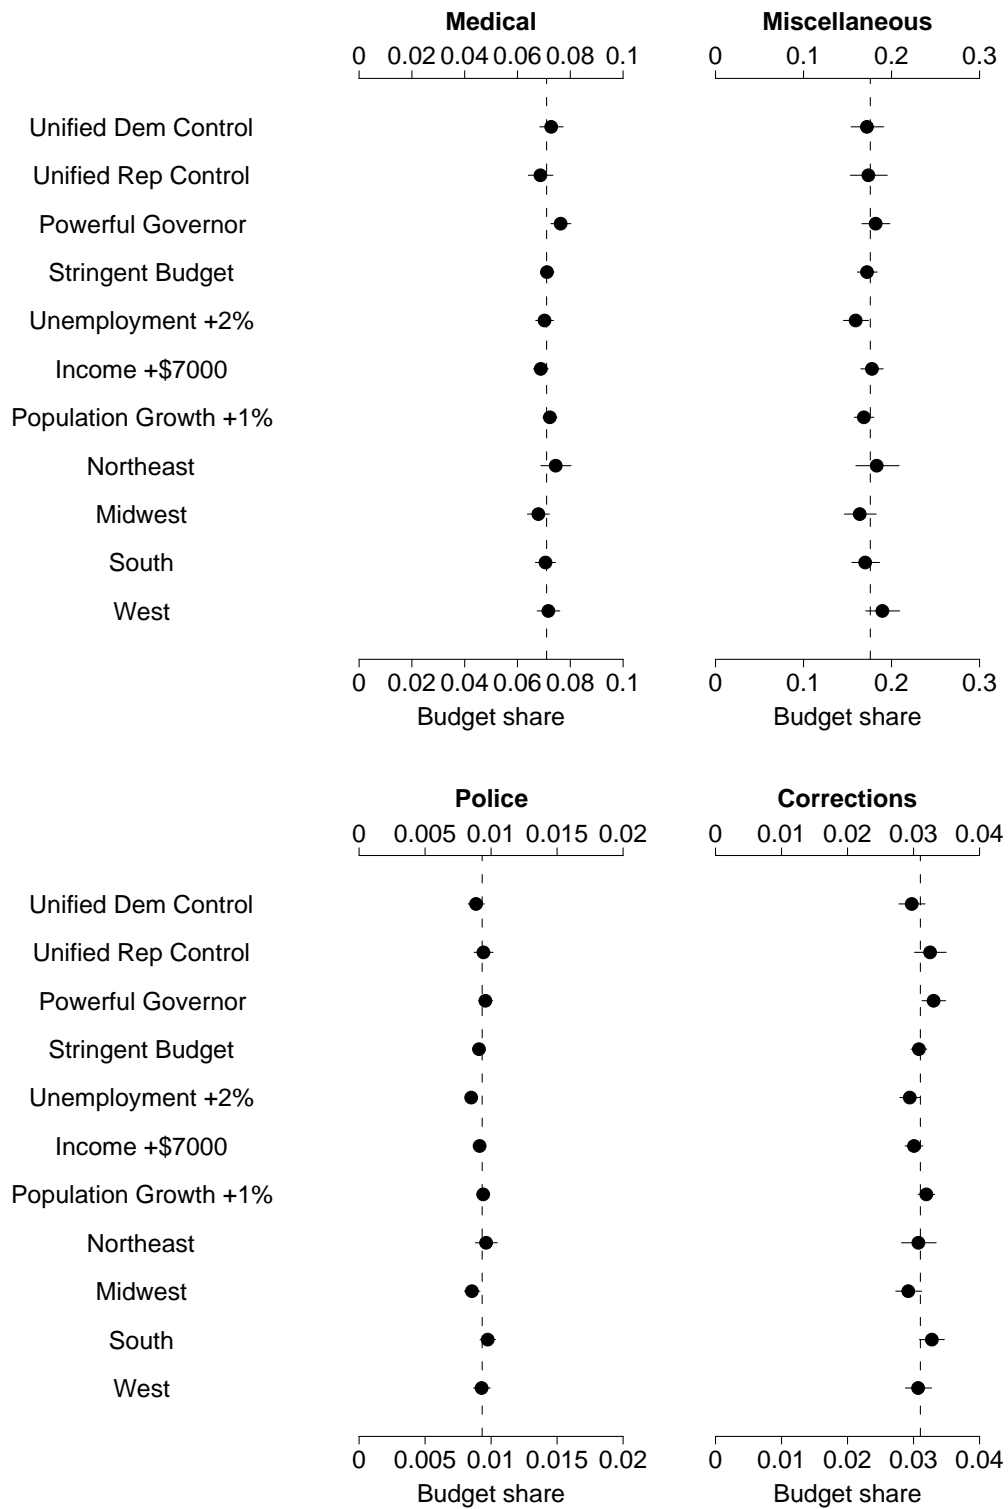 Medical Miscellaneous
0 0.02 0.04 0.06 0.08 0.1 0 0.1 0.2 0.3
Unified Dem Control
Unified Rep Control
Powerful Governor
Stringent Budget
Unemployment +2%
Income +$7000
Population Growth +1%
Northeast
Midwest
South
West
0 0.02 0.04 0.06 0.08 0.1 0 0.1 0.2 0.3
Budget share Budget share
Police Corrections
0 0.005 0.01 0.015 0.02 0 0.01 0.02 0.03 0.04
Unified Dem Control
Unified Rep Control
Powerful Governor
Stringent Budget
Unemployment +2%
Income +$7000
Population Growth +1%
Northeast
Midwest
South
West
0 0.005 0.01 0.015 0.02 0 0.01 0.02 0.03 0.04
Budget share Budget share